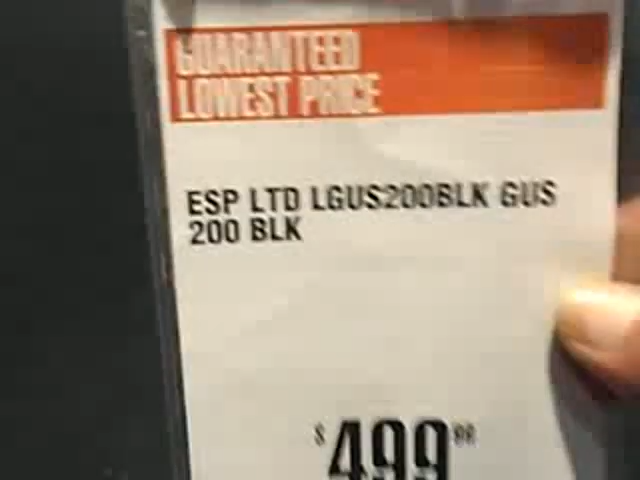 GUARANTEED
LOWEST PRICE
ESP LTD LGUS200BLK GUS
200 BLK
$499